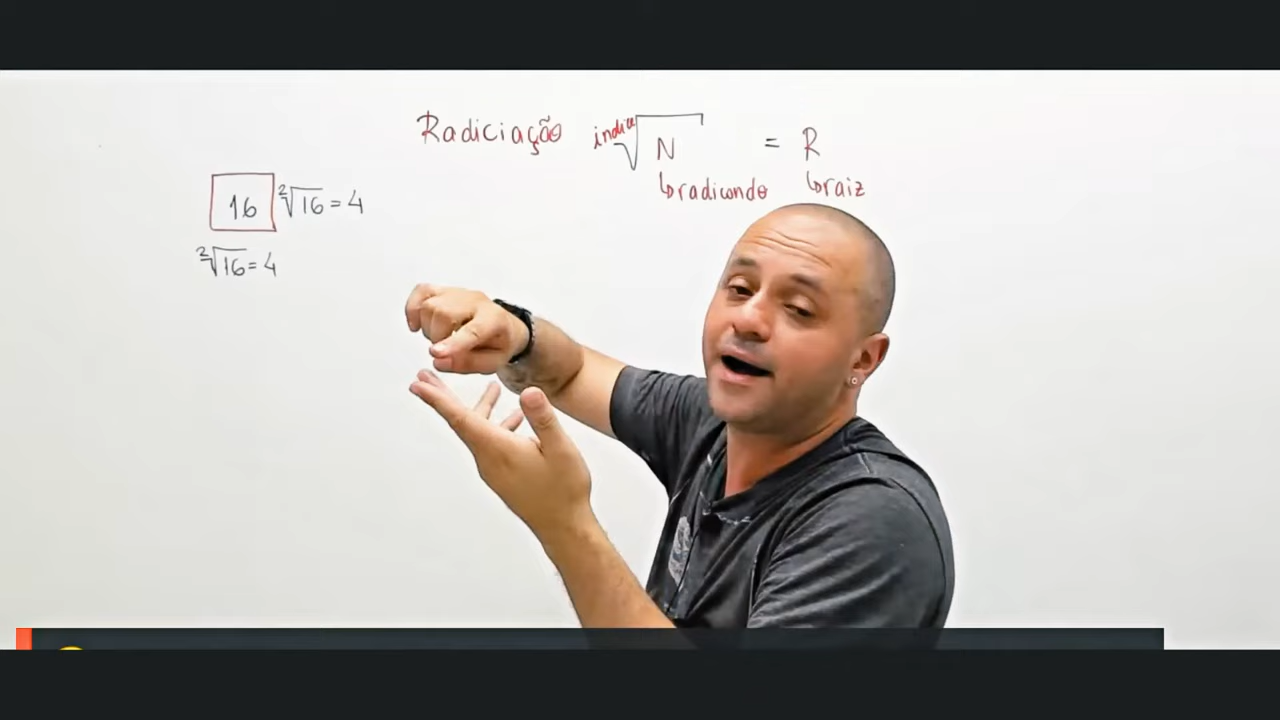 Radiciação índice√N = R
↳radicando ↳raiz
16 ²√16 = 4
²√16 = 4